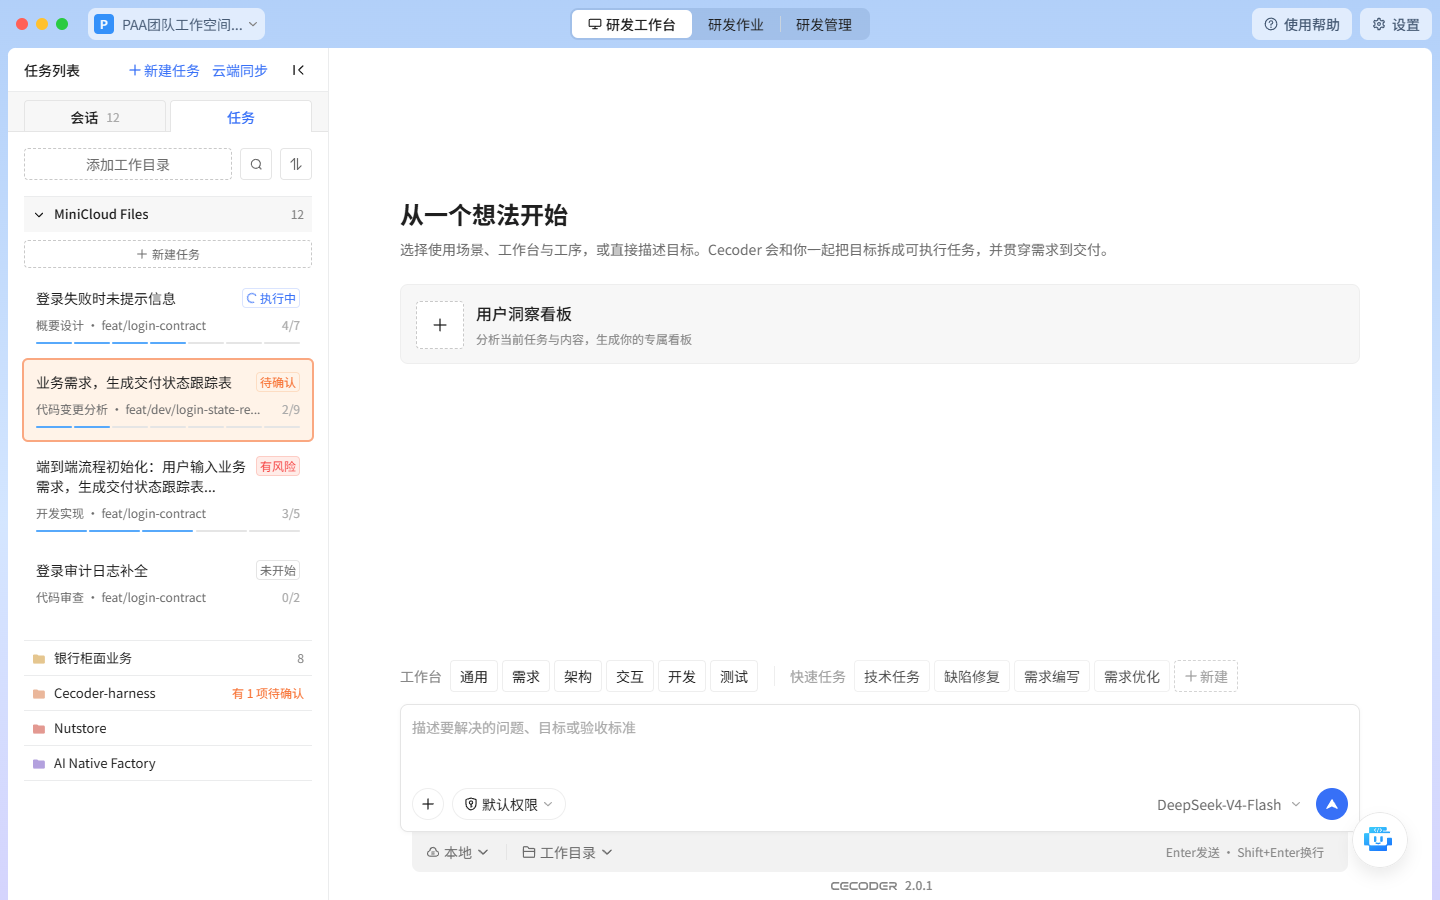 P PAA团队工作空间...
研发工作台 研发作业 研发管理
使用帮助 设置
任务列表 新建任务 云端同步
会话 12 任务
添加工作目录
MiniCloud Files 12
新建任务
登录失败时未提示信息 执行中
概要设计 • feat/login-contract 4/7
业务需求，生成交付状态跟踪表 待确认
代码变更分析 • feat/dev/login-state-re... 2/9
端到端流程初始化：用户输入业务 有风险
需求，生成交付状态跟踪表...
开发实现 • feat/login-contract 3/5
登录审计日志补全 未开始
代码审查 • feat/login-contract 0/2
银行柜面业务 8
Cecoder-harness 有 1 项待确认
Nutstore
AI Native Factory
从一个想法开始
选择使用场景、工作台与工序，或直接描述目标。Cecoder 会和你一起把目标拆成可执行任务，并贯穿需求到交付。
用户洞察看板
分析当前任务与内容，生成你的专属看板
工作台 通用 需求 架构 交互 开发 测试 快速任务 技术任务 缺陷修复 需求编写 需求优化 新建
描述要解决的问题、目标或验收标准
默认权限 DeepSeek-V4-Flash
本地 工作目录 Enter发送 • Shift+Enter换行
CECODER 2.0.1